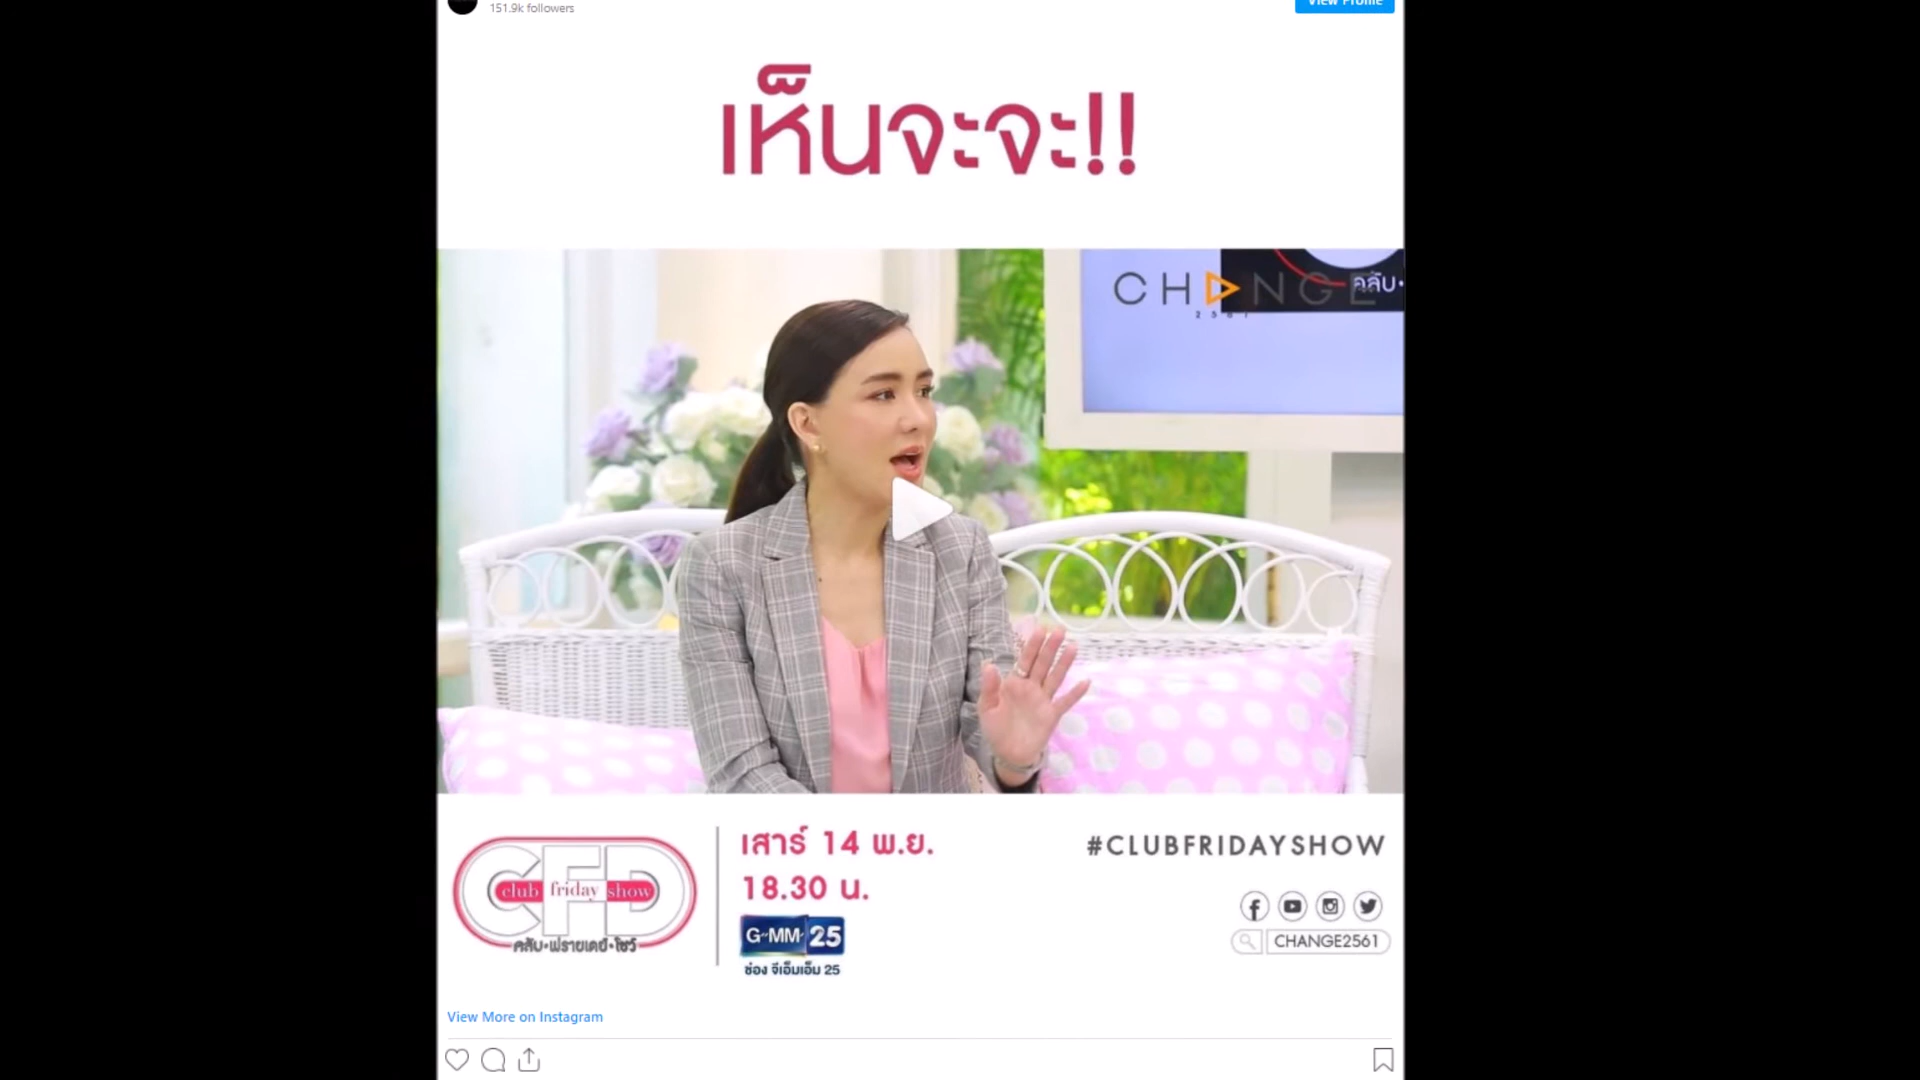 151.9k followers
View Profile
เห็นจะจะ!!
CHANGE
2561
คลับ•
club friday show
คลับ•ฟรายเดย์•โชว์
เสาร์ 14 พ.ย.
18.30 น.
GMM 25
ช่อง จีเอ็มเอ็ม 25
#CLUBFRIDAYSHOW
CHANGE2561
View More on Instagram